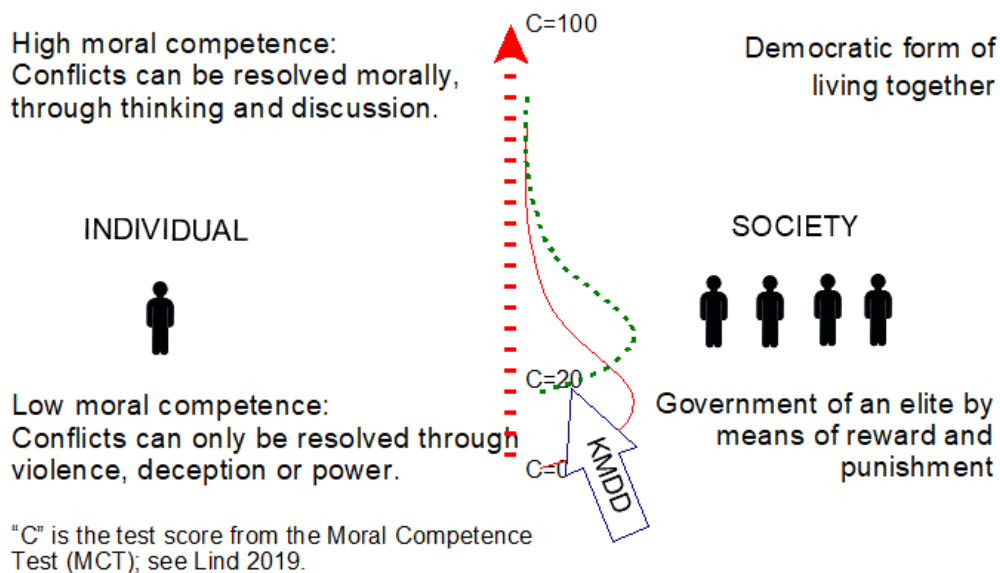 C=100
High moral competence:
Conflicts can be resolved morally,
through thinking and discussion.
Democratic form of
living together
INDIVIDUAL
SOCIETY
C=20
Low moral competence:
Conflicts can only be resolved through
violence, deception or power.
Government of an elite by
means of reward and
punishment
KMDD
C=0
“C” is the test score from the Moral Competence
Test (MCT); see Lind 2019.